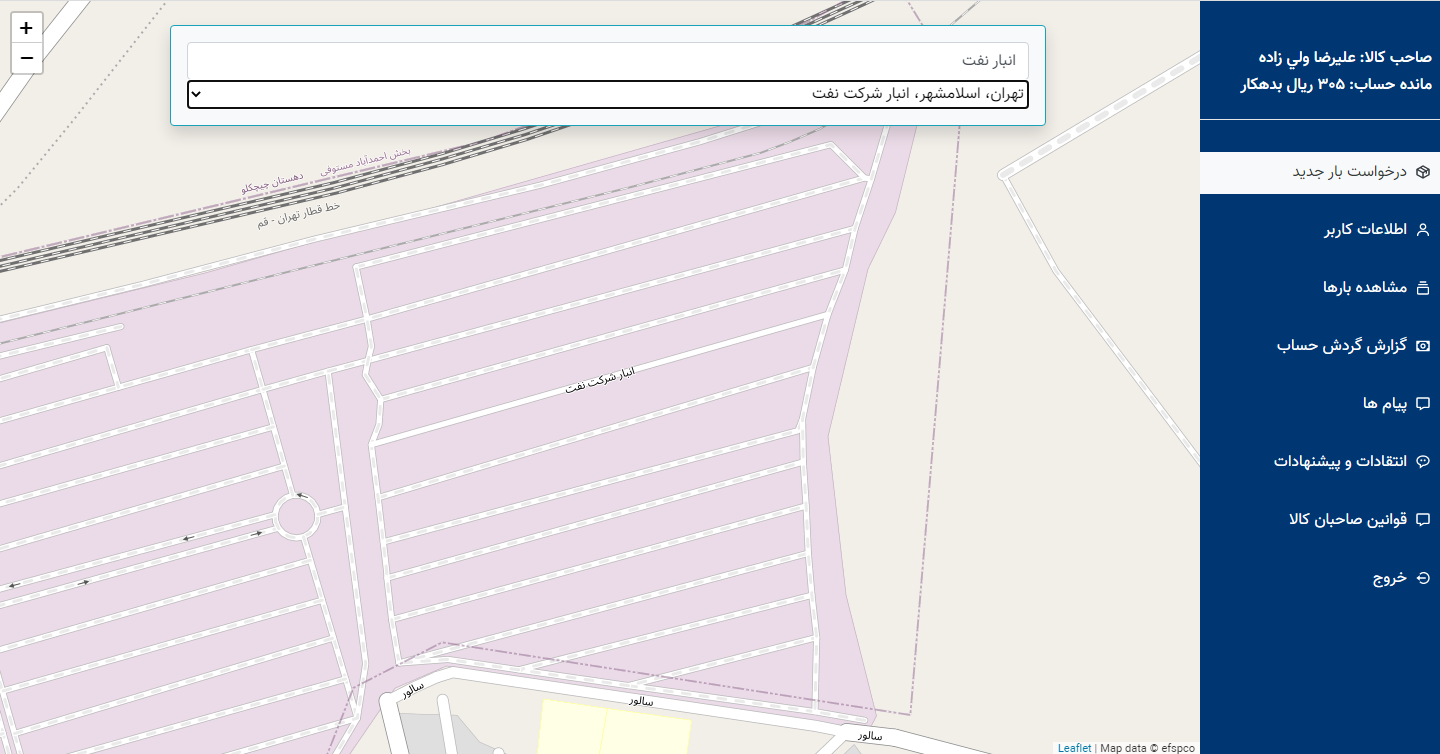 +
−
انبار نفت
تهران، اسلامشهر، انبار شرکت نفت
صاحب کالا: علیرضا ولي زاده
مانده حساب: ۳۰۵ ریال بدهکار
درخواست بار جدید
اطلاعات کاربر
مشاهده بارها
گزارش گردش حساب
پیام ها
انتقادات و پیشنهادات
قوانین صاحبان کالا
خروج
بخش احمدآباد مستوفی
دهستان چیچکلو
خط قطار تهران - قم
انبار شرکت نفت
سالور
سالور
سالور
Leaflet | Map data © efspco